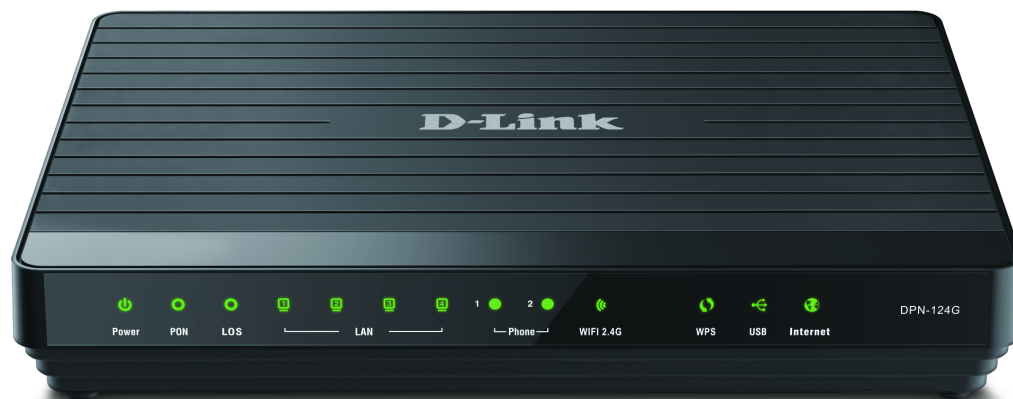 D-Link
1 2 3 4 1 2
Power PON LOS LAN Phone WIFI 2.4G WPS USB Internet
DPN-124G